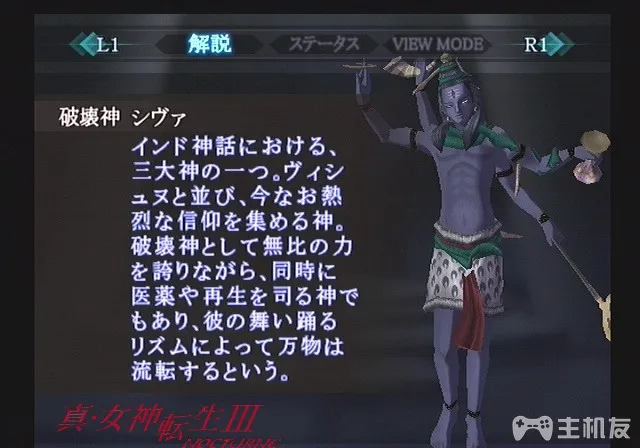 L1 解説 ステータス VIEW MODE R1
破壊神 シヴァ
インド神話における、
三大神の一つ。ヴィシ
ュヌと並び、今なお熱
烈な信仰を集める神。
破壊神として無比の力
を誇りながら、同時に
医薬や再生を司る神で
もあり、彼の舞い踊る
リズムによって万物は
流転するという。
真・女神転生III
NOCTURNE
主机友